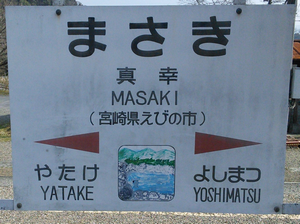 まさき
真幸
MASAKI
（宮崎県えびの市）
やたけ よしまつ
YATAKE YOSHIMATSU